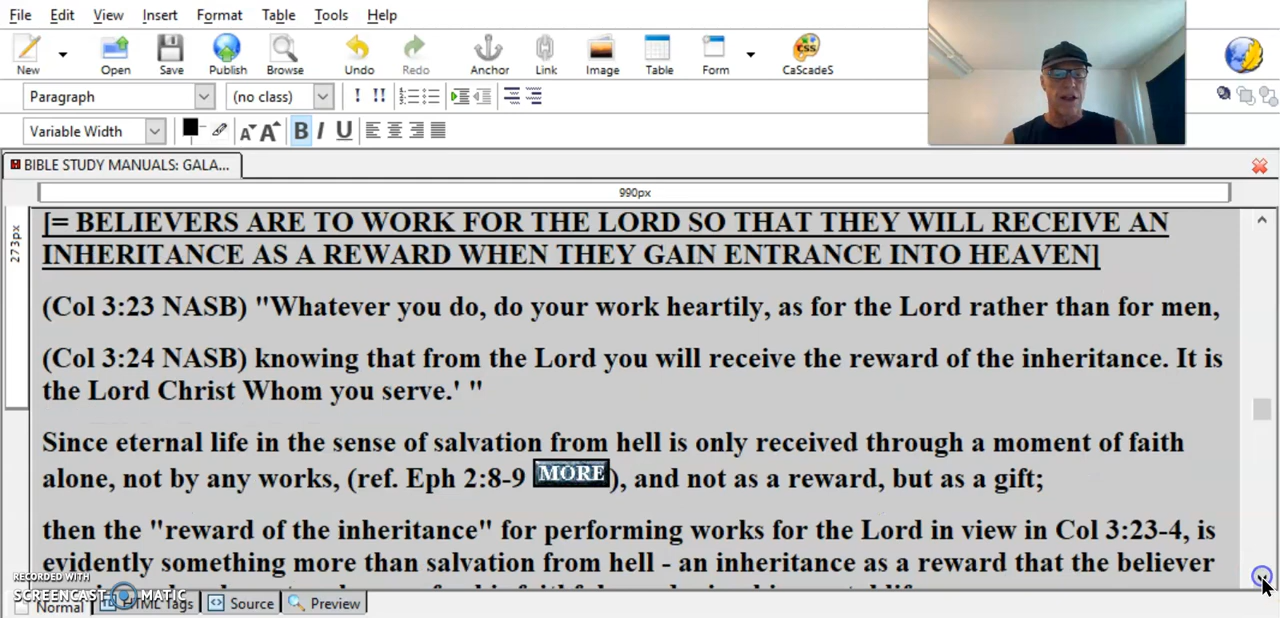 File Edit View Insert Format Table Tools Help
New Open Save Publish Browse Undo Redo Anchor Link Image Table Form CaScadeS
Paragraph (no class) ! !!
Variable Width A A B I U
BIBLE STUDY MANUALS: GALA...
990px
273px
[= BELIEVERS ARE TO WORK FOR THE LORD SO THAT THEY WILL RECEIVE AN
INHERITANCE AS A REWARD WHEN THEY GAIN ENTRANCE INTO HEAVEN]
(Col 3:23 NASB) "Whatever you do, do your work heartily, as for the Lord rather than for men,
(Col 3:24 NASB) knowing that from the Lord you will receive the reward of the inheritance. It is
the Lord Christ Whom you serve.' "
Since eternal life in the sense of salvation from hell is only received through a moment of faith
alone, not by any works, (ref. Eph 2:8-9 MORE), and not as a reward, but as a gift;
then the "reward of the inheritance" for performing works for the Lord in view in Col 3:23-4, is
evidently something more than salvation from hell - an inheritance as a reward that the believer
RECORDED WITH
SCREENCAST MATIC
Normal HTML Tags Source Preview